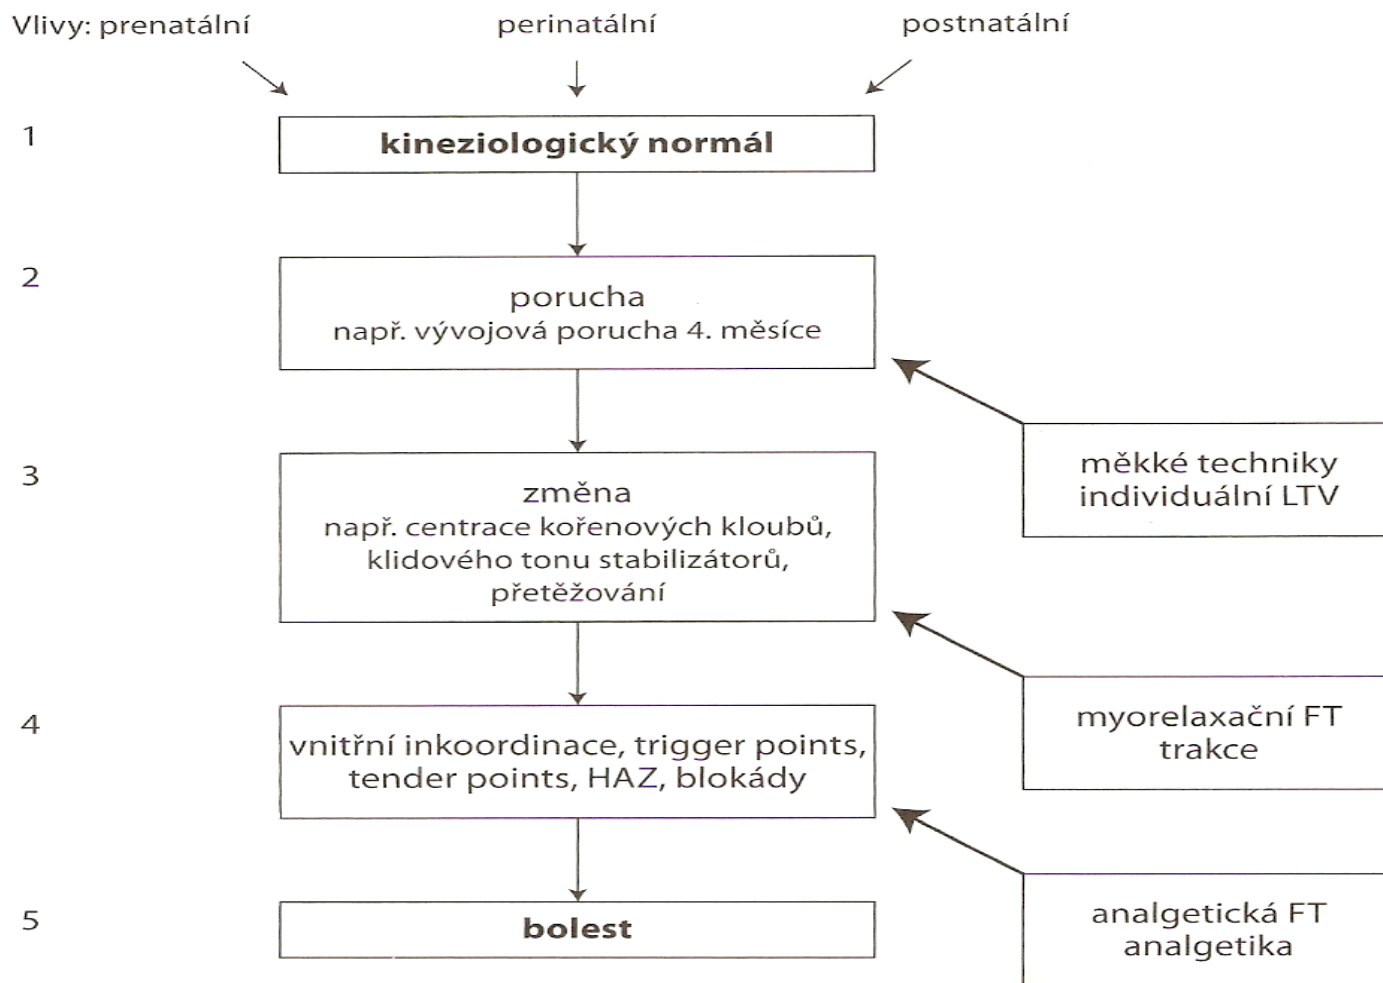 Vlivy: prenatální perinatální postnatální
1
kineziologický normál
2
porucha
např. vývojová porucha 4. měsíce
3
změna
např. centrace kořenových kloubů,
klidového tonu stabilizátorů,
přetěžování
měkké techniky
individuální LTV
4
vnitřní inkoordinace, trigger points,
tender points, HAZ, blokády
myorelaxační FT
trakce
5
bolest
analgetická FT
analgetika